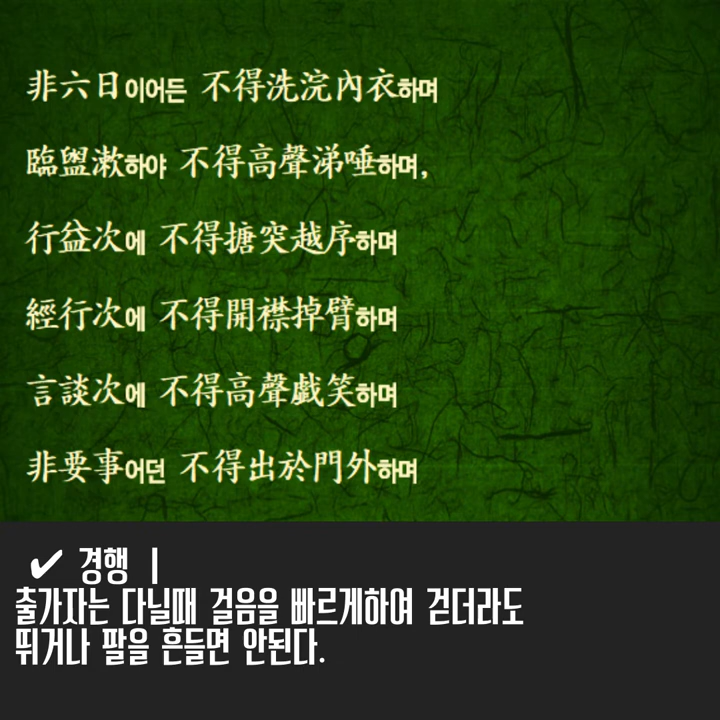 非六日이어든 不得洗浣內衣하며
臨盥漱하야 不得高聲涕唾하며,
行益次에 不得搪突越序하며
經行次에 不得開襟掉臂하며
言談次에 不得高聲戱笑하며
非要事어던 不得出於門外하며
✔ 경행 |
출가자는 다닐때 걸음을 빠르게하여 걷더라도
뛰거나 팔을 흔들면 안된다.